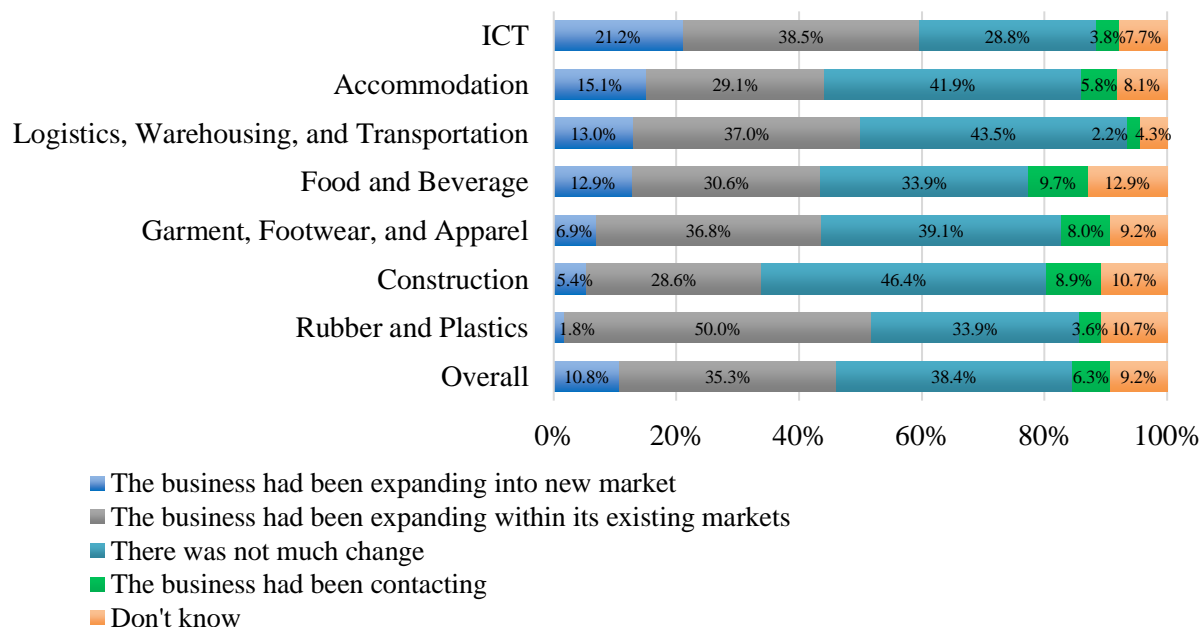 ICT 21.2% 38.5% 28.8% 3.8% 7.7%
Accommodation 15.1% 29.1% 41.9% 5.8% 8.1%
Logistics, Warehousing, and Transportation 13.0% 37.0% 43.5% 2.2% 4.3%
Food and Beverage 12.9% 30.6% 33.9% 9.7% 12.9%
Garment, Footwear, and Apparel 6.9% 36.8% 39.1% 8.0% 9.2%
Construction 5.4% 28.6% 46.4% 8.9% 10.7%
Rubber and Plastics 1.8% 50.0% 33.9% 3.6% 10.7%
Overall 10.8% 35.3% 38.4% 6.3% 9.2%
0% 20% 40% 60% 80% 100%
The business had been expanding into new market
The business had been expanding within its existing markets
There was not much change
The business had been contacting
Don't know